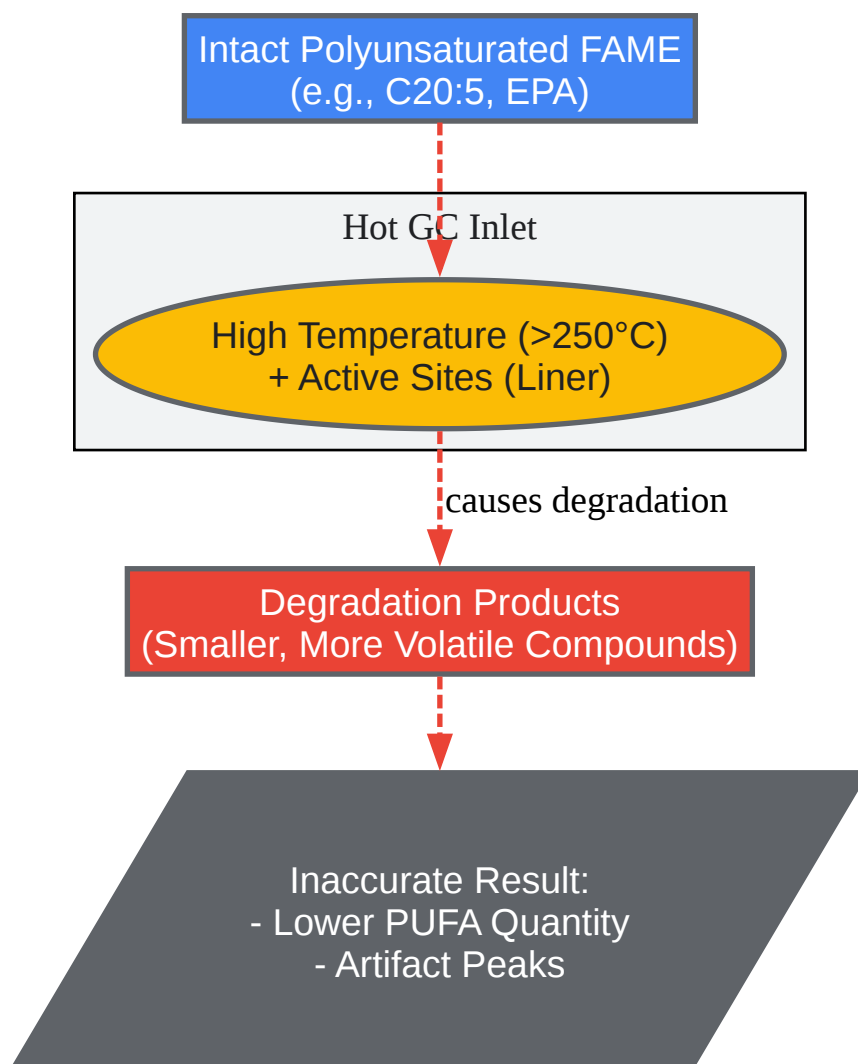 Intact Polyunsaturated FAME
(e.g., C20:5, EPA)
Hot GC Inlet
High Temperature (>250°C)
+ Active Sites (Liner)
causes degradation
Degradation Products
(Smaller, More Volatile Compounds)
Inaccurate Result:
- Lower PUFA Quantity
- Artifact Peaks